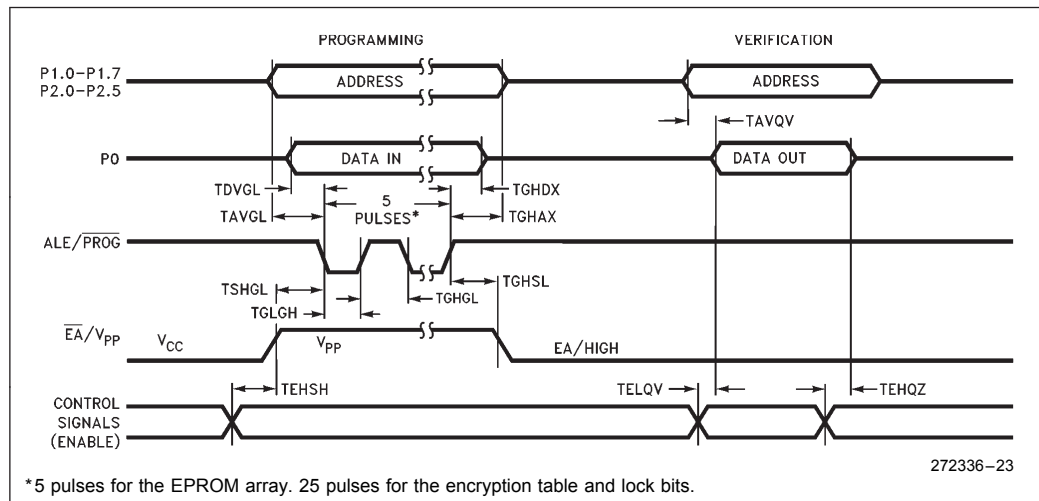 PROGRAMMING VERIFICATION
P1.0–P1.7
P2.0–P2.5
ADDRESS ADDRESS
TAVQV
P0 DATA IN DATA OUT
TDVGL 5 TGHDX
TAVGL PULSES* TGHAX
ALE/PROG
TSHGL TGHGL TGHSL
TGLGH
EA/VPP VCC VPP EA/HIGH
TEHSH TELQV TEHQZ
CONTROL
SIGNALS
(ENABLE)
272336–23
*5 pulses for the EPROM array. 25 pulses for the encryption table and lock bits.